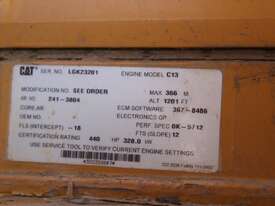 CAT SER. NO. LGK23201 ENGINE MODEL C13
MODIFICATION NO. SEE ORDER MAX 366 M
AR NO 241-3804 ALT 1201 FT
CORE AR ELECTRONICS GP
OEM NO ECM SOFTWARE 367-8486
FLS (INTERCEPT) -18 PERF SPEC 0K-5712
CERTIFICATION RATING 440 HP 328.0 kW FTS (SLOPE) 12
USE SERVICE TOOL TO VERIFY CURRENT ENGINE SETTINGS